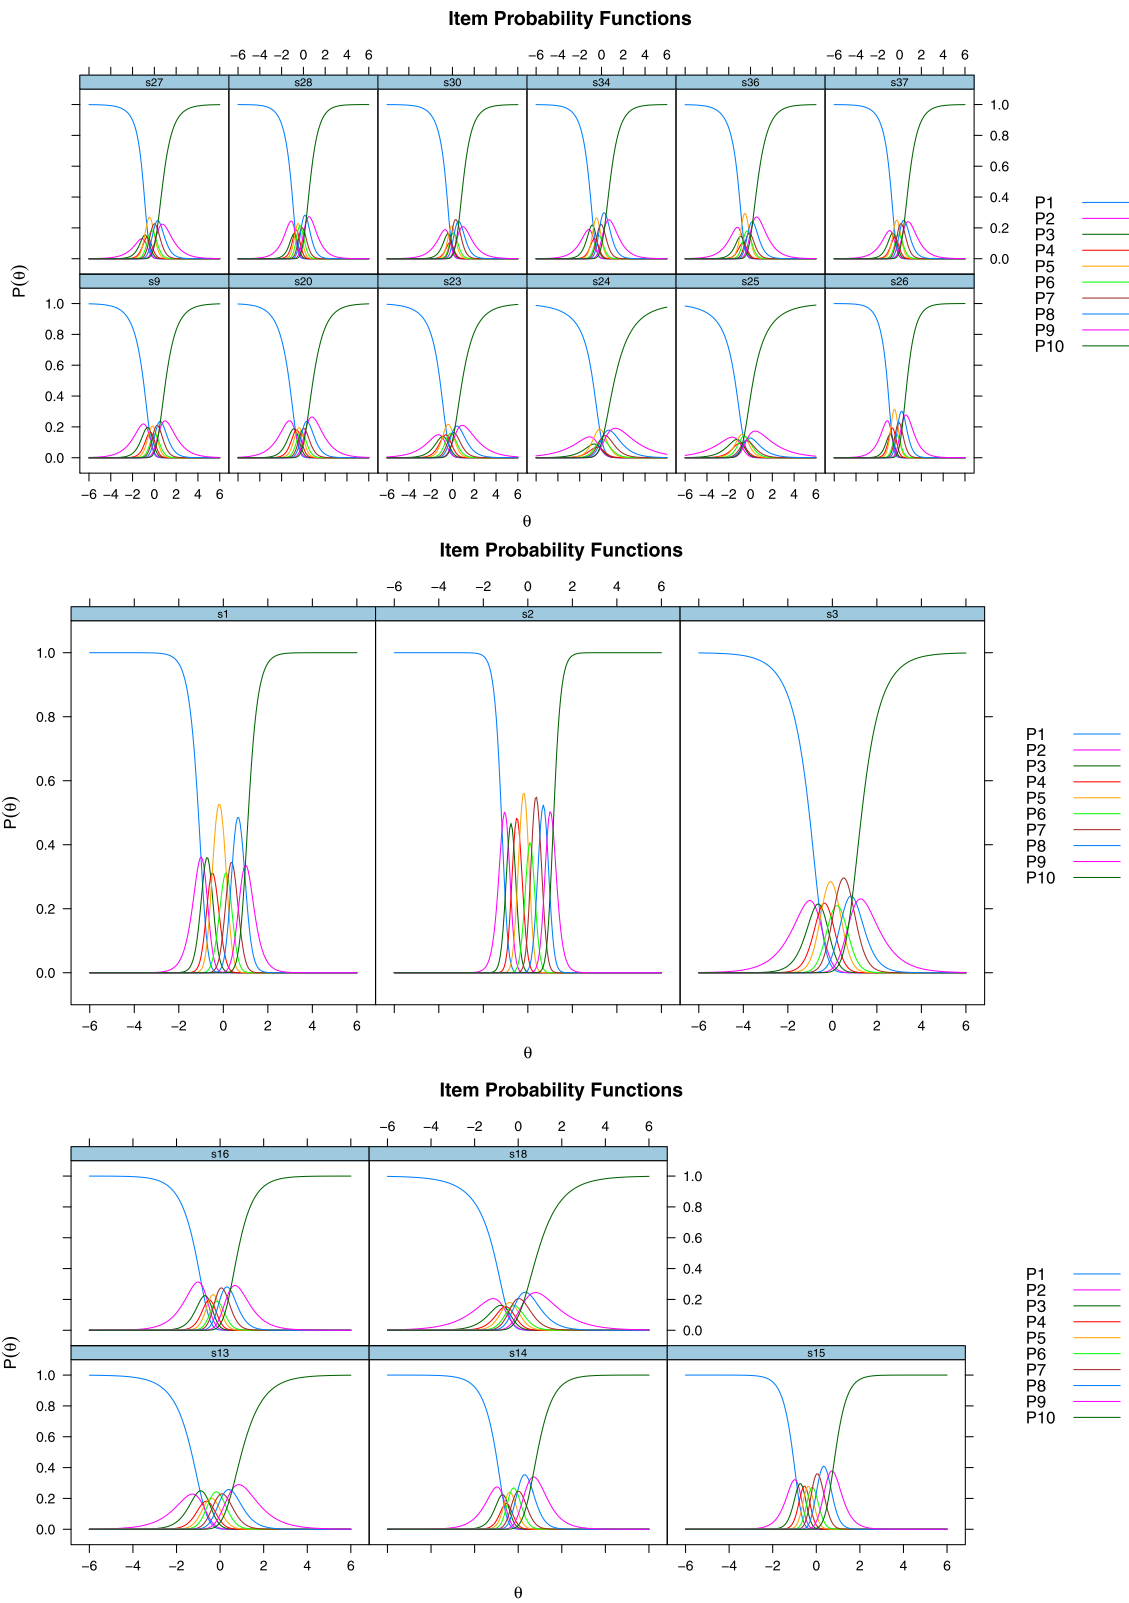 Item Probability Functions
−6 −4 −2 0 2 4 6 −6 −4 −2 0 2 4 6 −6 −4 −2 0 2 4 6
s27 s28 s30 s34 s36 s37
1.0
0.8
0.6
0.4
0.2
0.0
s9 s20 s23 s24 s25 s26
1.0
0.8
0.6
0.4
0.2
0.0
−6 −4 −2 0 2 4 6 −6 −4 −2 0 2 4 6 −6 −4 −2 0 2 4 6
P(θ)
θ
P1
P2
P3
P4
P5
P6
P7
P8
P9
P10
Item Probability Functions
−6 −4 −2 0 2 4 6
s1 s2 s3
1.0
0.8
0.6
0.4
0.2
0.0
−6 −4 −2 0 2 4 6 −6 −4 −2 0 2 4 6
P(θ)
θ
P1
P2
P3
P4
P5
P6
P7
P8
P9
P10
Item Probability Functions
−6 −4 −2 0 2 4 6
s16 s18
1.0
0.8
0.6
0.4
0.2
0.0
s13 s14 s15
1.0
0.8
0.6
0.4
0.2
0.0
−6 −4 −2 0 2 4 6 −6 −4 −2 0 2 4 6
P(θ)
θ
P1
P2
P3
P4
P5
P6
P7
P8
P9
P10